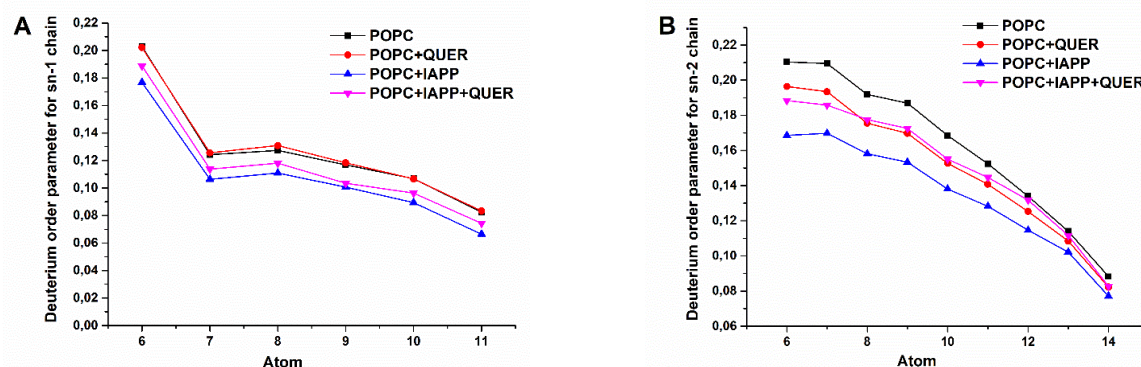 A
Deuterium order parameter for sn-1 chain
0,22
0,20
0,18
0,16
0,14
0,12
0,10
0,08
0,06
0,04
0,02
0,00
POPC
POPC+QUER
POPC+IAPP
POPC+IAPP+QUER
6 7 8 9 10 11
Atom
B
Deuterium order parameter for sn-2 chain
0,22
0,20
0,18
0,16
0,14
0,12
0,10
0,08
0,06
POPC
POPC+QUER
POPC+IAPP
POPC+IAPP+QUER
6 8 10 12 14
Atom